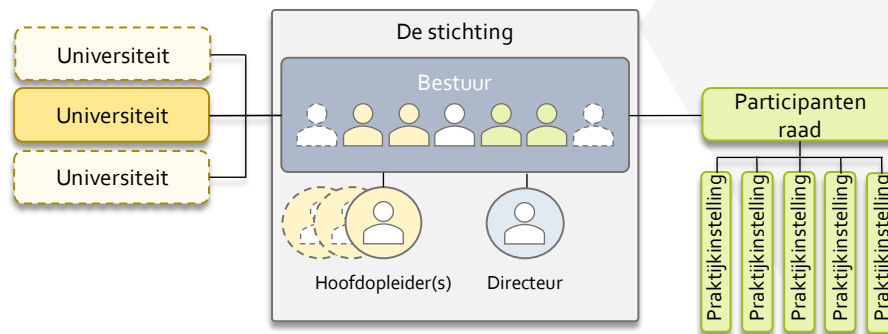 De stichting
Universiteit
Universiteit
Universiteit
Bestuur
Hoofdopleider(s)
Directeur
Participanten
raad
Praktijkinstelling
Praktijkinstelling
Praktijkinstelling
Praktijkinstelling
Praktijkinstelling